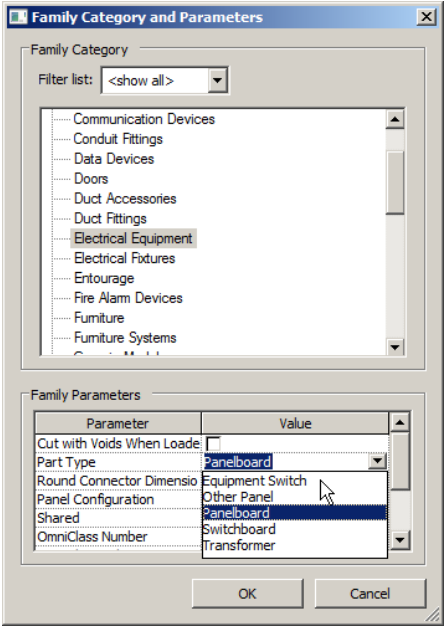 Family Category and Parameters
Family Category
Filter list: <show all>
Communication Devices
Conduit Fittings
Data Devices
Doors
Duct Accessories
Duct Fittings
Electrical Equipment
Electrical Fixtures
Entourage
Fire Alarm Devices
Furniture
Furniture Systems
Family Parameters
Parameter Value
Cut with Voids When Loade
Part Type Panelboard
Round Connector Dimensio Equipment Switch
Other Panel
Panel Configuration Panelboard
Shared Switchboard
OmniClass Number Transformer
OK Cancel